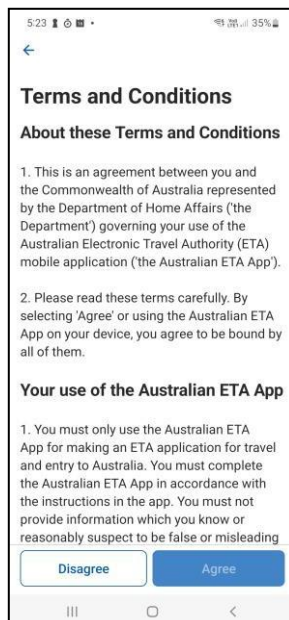 5:23
35%
Terms and Conditions
About these Terms and Conditions
1. This is an agreement between you and
the Commonwealth of Australia represented
by the Department of Home Affairs ('the
Department') governing your use of the
Australian Electronic Travel Authority (ETA)
mobile application ('the Australian ETA App').
2. Please read these terms carefully. By
selecting 'Agree' or using the Australian ETA
App on your device, you agree to be bound by
all of them.
Your use of the Australian ETA App
1. You must only use the Australian ETA
App for making an ETA application for travel
and entry to Australia. You must complete
the Australian ETA App in accordance with
the instructions in the app. You must not
provide information which you know or
reasonably suspect to be false or misleading
Disagree
Agree